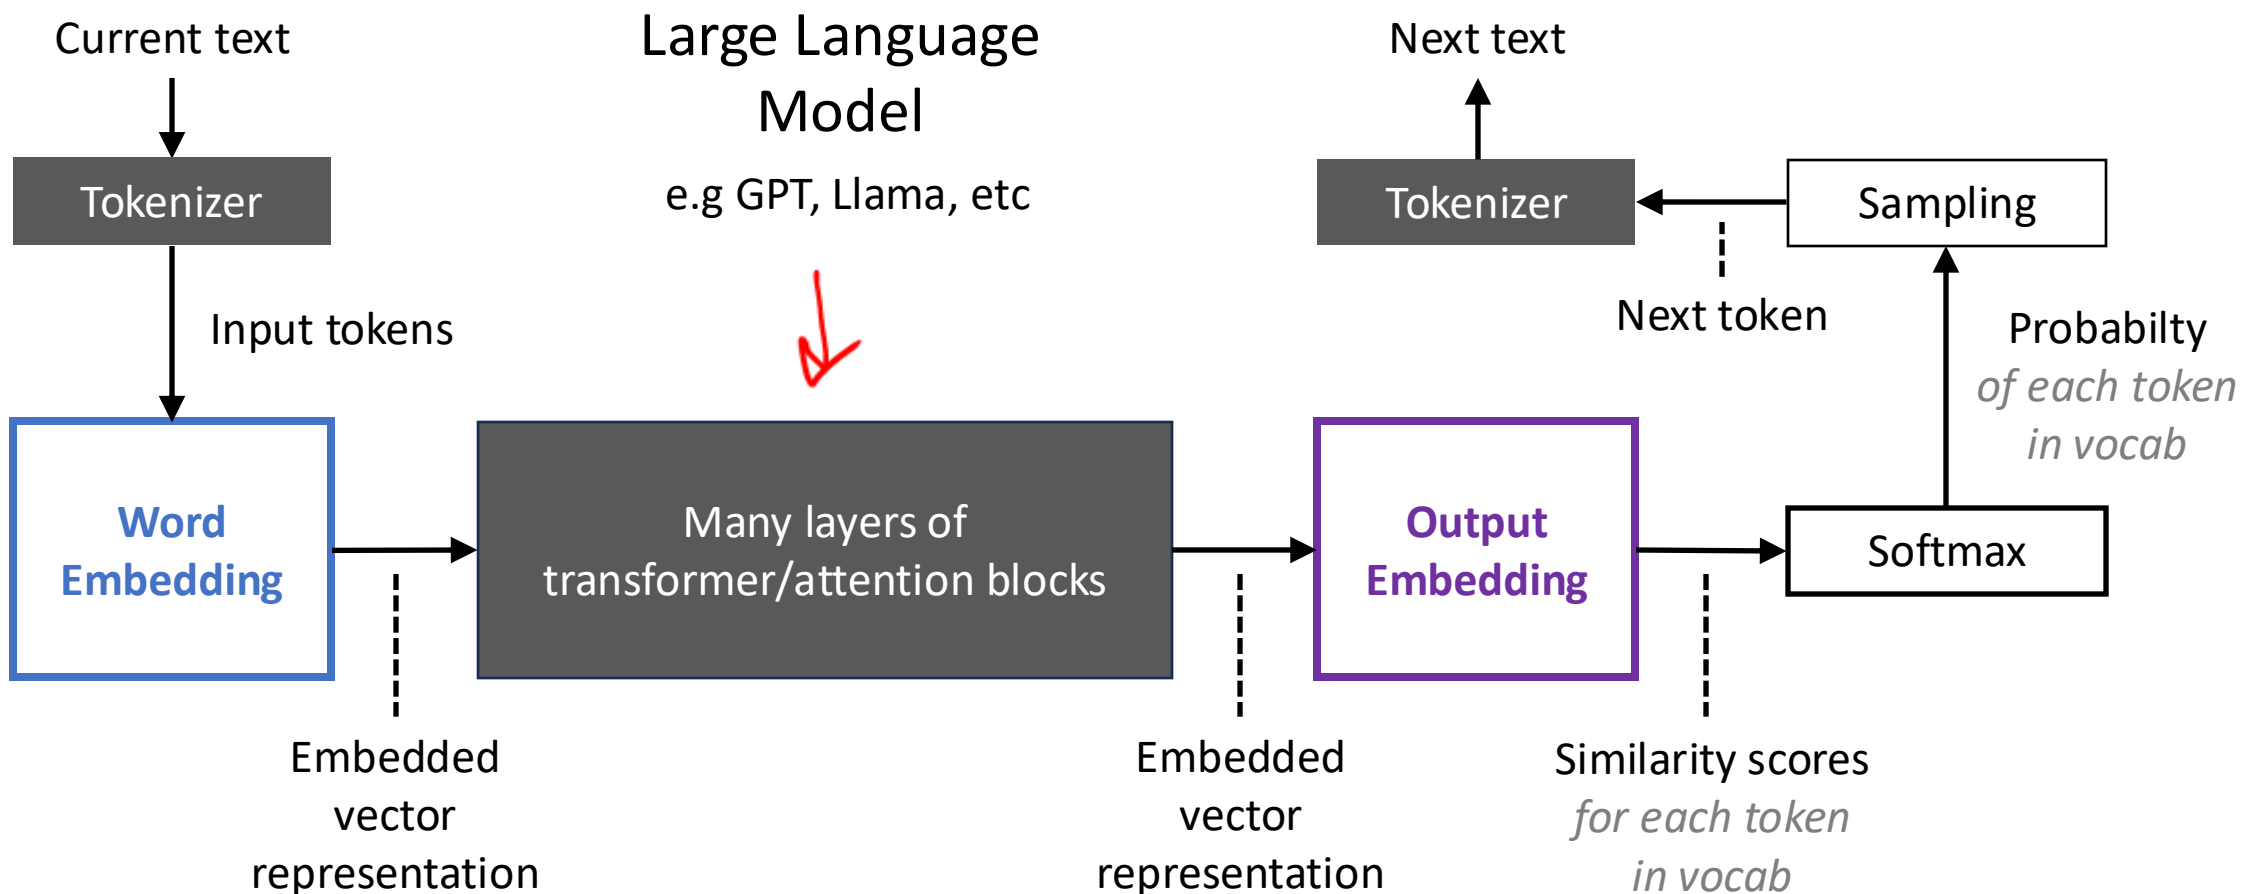 Current text
Tokenizer
Input tokens
Word
Embedding
Embedded
vector
representation
Large Language
Model
e.g GPT, Llama, etc
Many layers of
transformer/attention blocks
Embedded
vector
representation
Output
Embedding
Similarity scores
for each token
in vocab
Softmax
Probabilty
of each token
in vocab
Sampling
Next token
Tokenizer
Next text